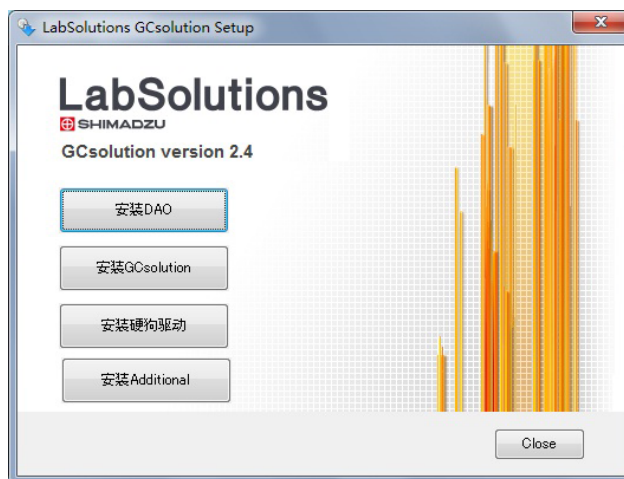 LabSolutions GCsolution Setup
LabSolutions
SHIMADZU
GCsolution version 2.4
安装DAO
安装GCsolution
安装硬狗驱动
安装Additional
Close